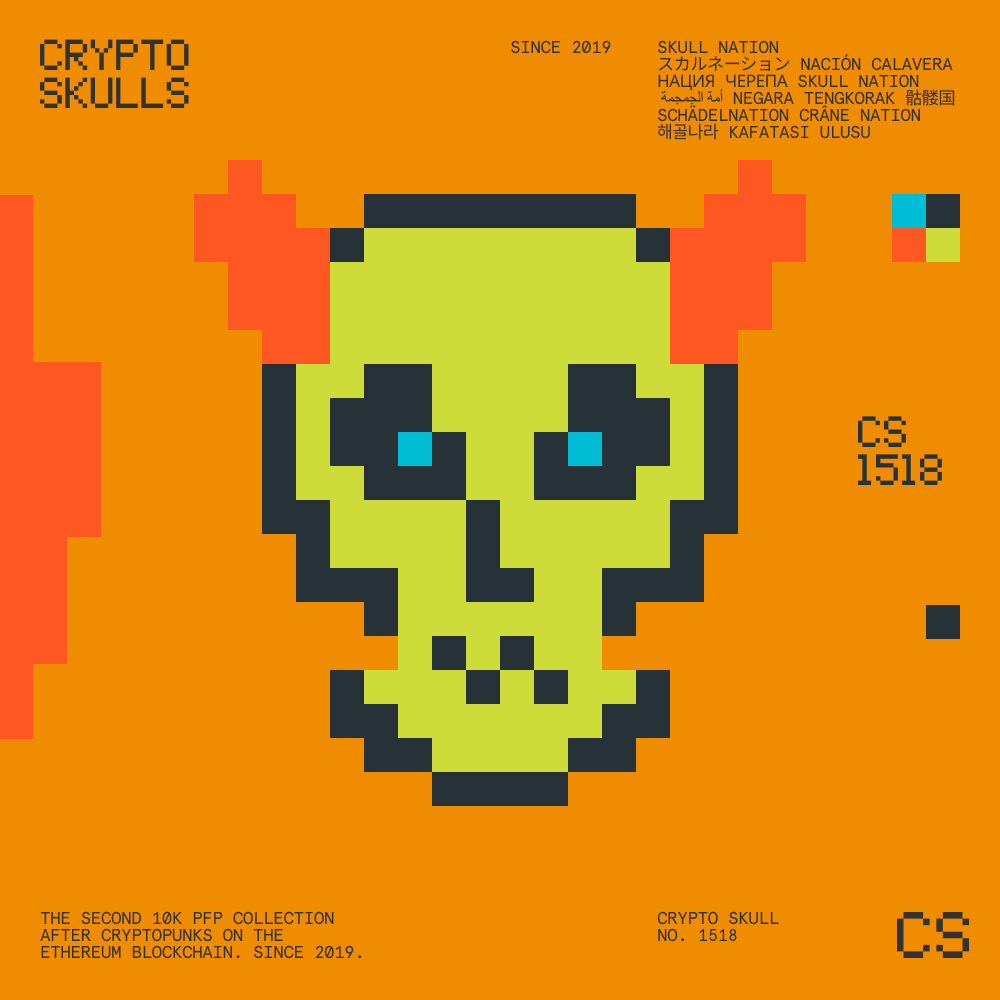 CRYPTO
SKULLS
SINCE 2019
SKULL NATION
スカルネーション NACIÓN CALAVERA
НАЦИЯ ЧЕРЕПА SKULL NATION
أمة الجمجمة NEGARA TENGKORAK 骷髅国
SCHÄDELNATION CRÂNE NATION
해골나라 KAFATASI ULUSU
CS
1518
THE SECOND 10K PFP COLLECTION
AFTER CRYPTOPUNKS ON THE
ETHEREUM BLOCKCHAIN. SINCE 2019.
CRYPTO SKULL
NO. 1518
CS